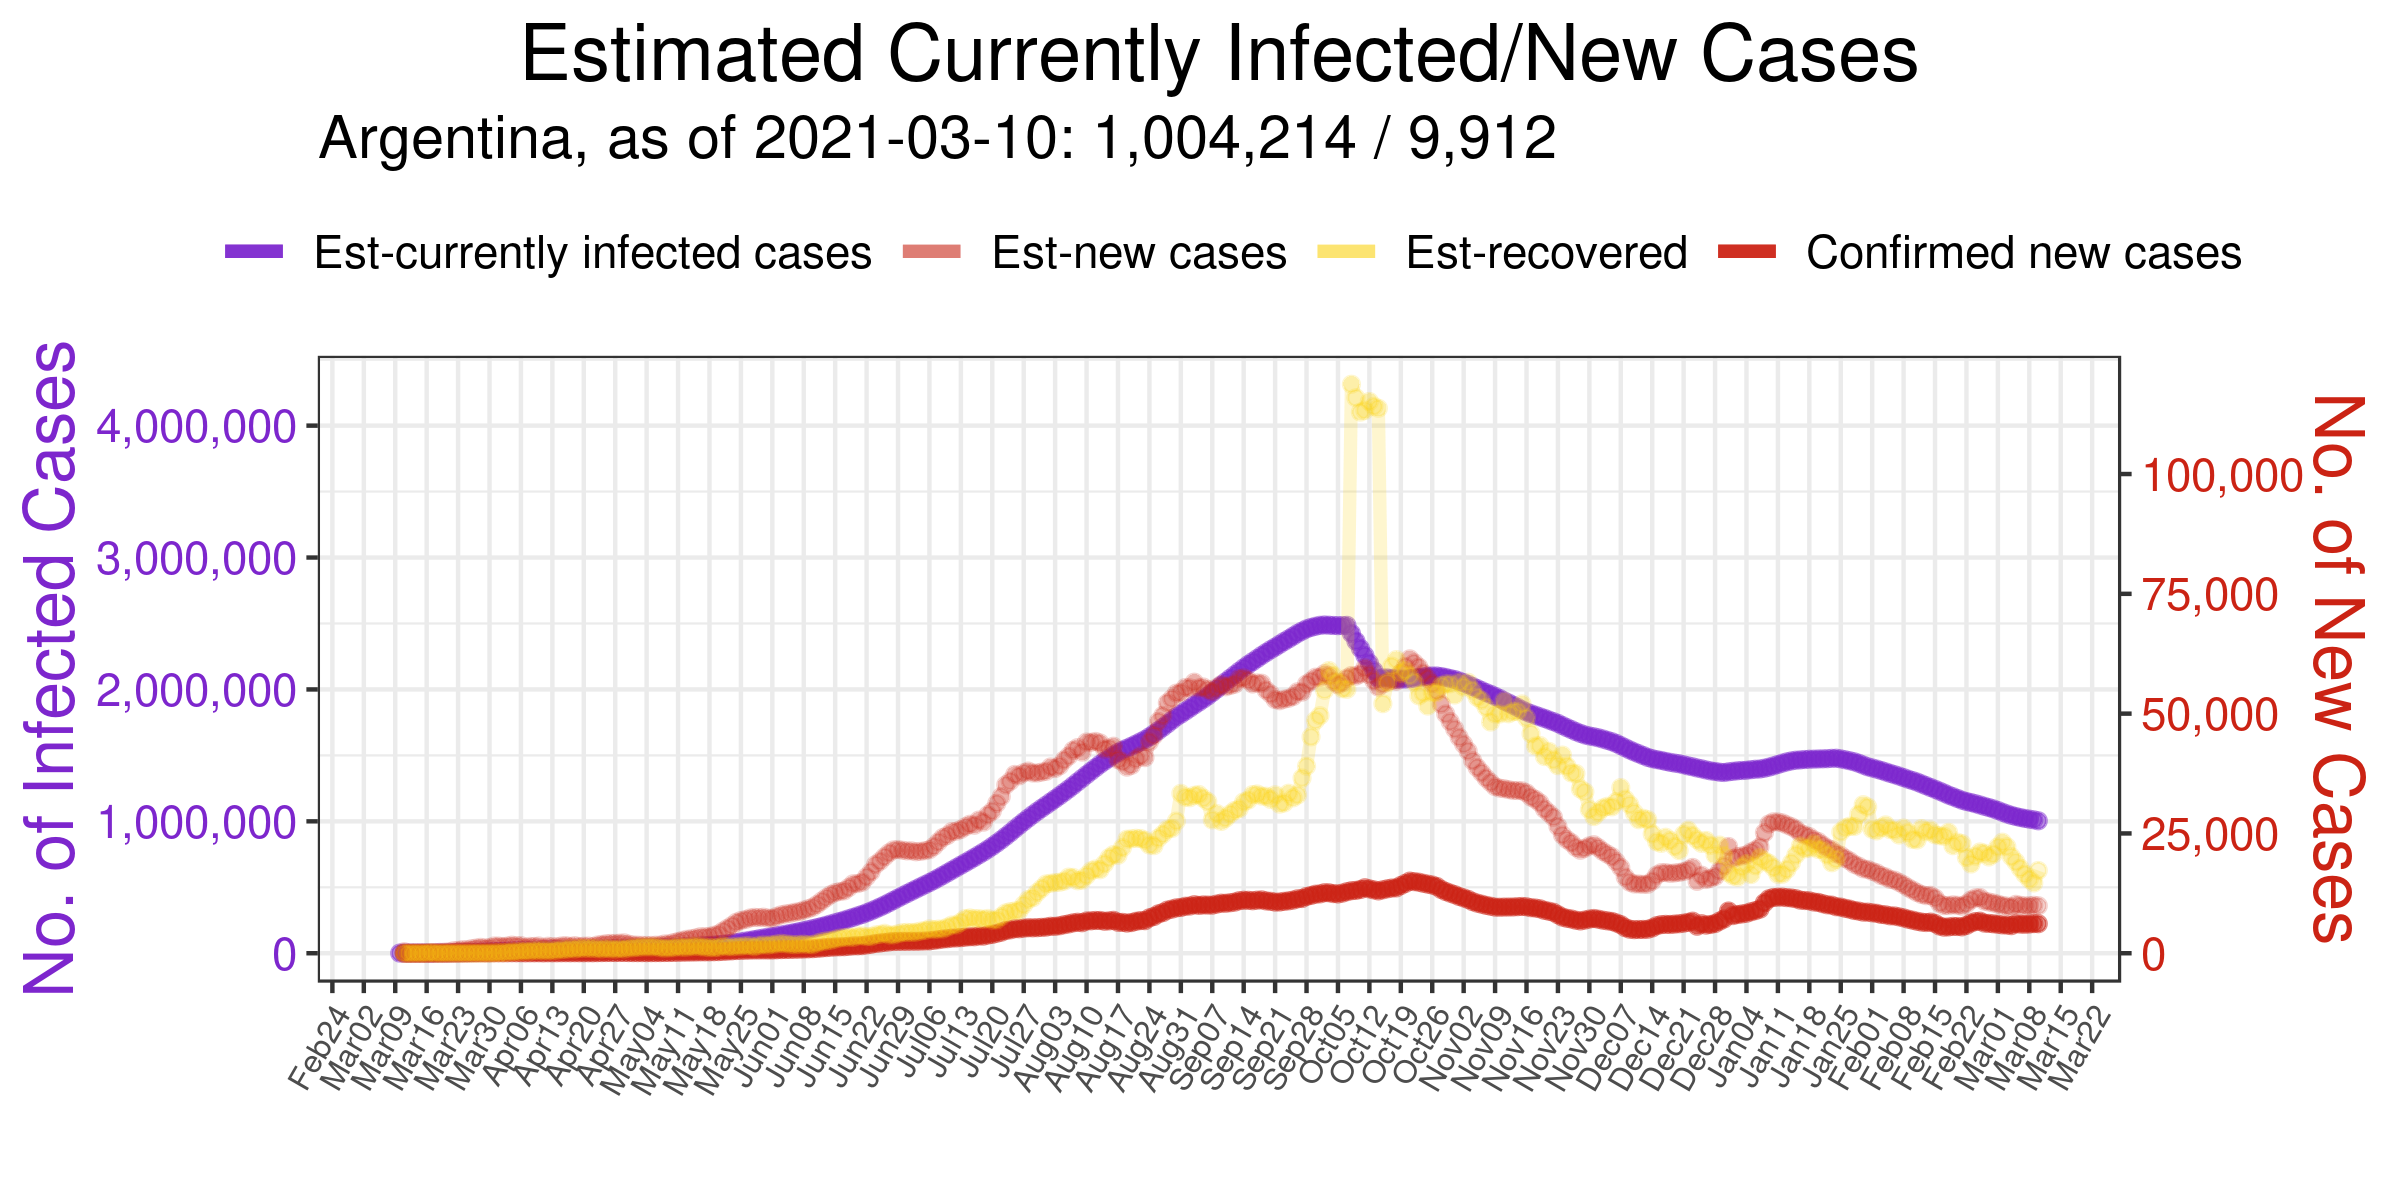 Estimated Currently Infected/New Cases
Argentina, as of 2021-03-10: 1,004,214 / 9,912
Est-currently infected cases Est-new cases Est-recovered Confirmed new cases
No. of Infected Cases
4,000,000
3,000,000
2,000,000
1,000,000
0
100,000
75,000
50,000
25,000
0
No. of New Cases
Feb24 Mar02 Mar09 Mar16 Mar23 Mar30 Apr06 Apr13 Apr20 Apr27 May04 May11 May18 May25 Jun01 Jun08 Jun15 Jun22 Jun29 Jul06 Jul13 Jul20 Jul27 Aug03 Aug10 Aug17 Aug24 Aug31 Sep07 Sep14 Sep21 Sep28 Oct05 Oct12 Oct19 Oct26 Nov02 Nov09 Nov16 Nov23 Nov30 Dec07 Dec14 Dec21 Dec28 Jan04 Jan11 Jan18 Jan25 Feb01 Feb08 Feb15 Feb22 Mar01 Mar08 Mar15 Mar22